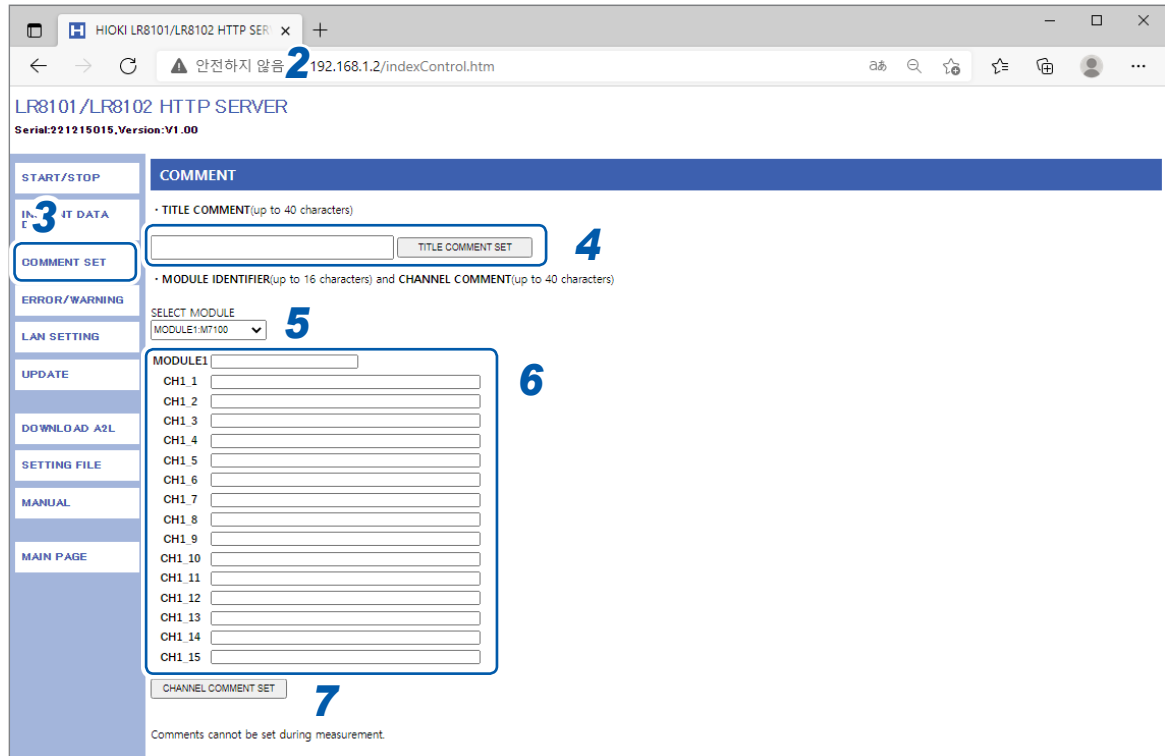 HIOKI LR8101/LR8102 HTTP SER
안전하지 않음 2 192.168.1.2/indexControl.htm
LR8101/LR8102 HTTP SERVER
Serial:221215015,Version:V1.00
START/STOP
3 NT DATA
COMMENT SET
ERROR/WARNING
LAN SETTING
UPDATE
DOWNLOAD A2L
SETTING FILE
MANUAL
MAIN PAGE
COMMENT
・TITLE COMMENT(up to 40 characters)
TITLE COMMENT SET 4
・MODULE IDENTIFIER(up to 16 characters) and CHANNEL COMMENT(up to 40 characters)
SELECT MODULE
MODULE1:M7100 5
MODULE1
6
CH1_1
CH1_2
CH1_3
CH1_4
CH1_5
CH1_6
CH1_7
CH1_8
CH1_9
CH1_10
CH1_11
CH1_12
CH1_13
CH1_14
CH1_15
CHANNEL COMMENT SET 7
Comments cannot be set during measurement.